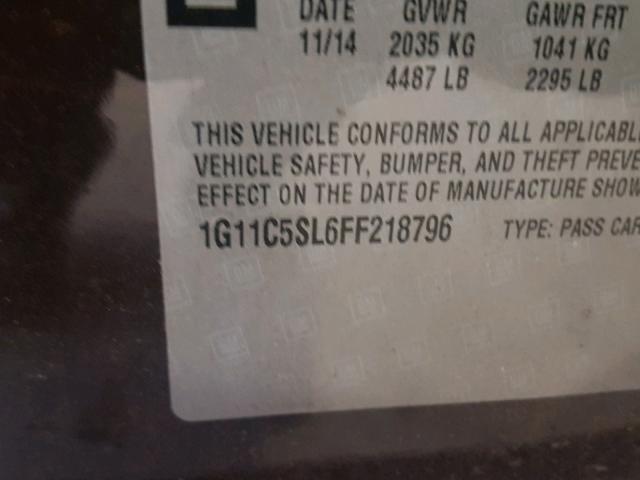 DATE GVWR GAWR FRT
11/14 2035 KG 1041 KG
4487 LB 2295 LB
THIS VEHICLE CONFORMS TO ALL APPLICABL
VEHICLE SAFETY, BUMPER, AND THEFT PREVE
EFFECT ON THE DATE OF MANUFACTURE SHOW
1G11C5SL6FF218796 TYPE: PASS CAR